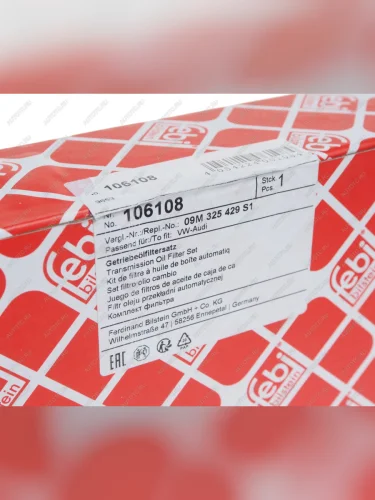 106108
No. 106108
Vergl.-Nr./Repl.-No.: 09M 325 429 S1
Passend für:/To fit: VW-Audi
Stck
Pcs. 1
Getriebeölfiltersatz
Transmission Oil Filter Set
Kit de filtre à huile de boîte automatiq
Set filtro olio cambio
Juego de filtros de aceite de caja de ca
Filtr oleju przekładni automatycznej
Комплект фильтра
Ferdinand Bilstein GmbH + Co. KG
Wilhelmstraße 47 | 58256 Ennepetal | Germany
EAC
febi
bilstein